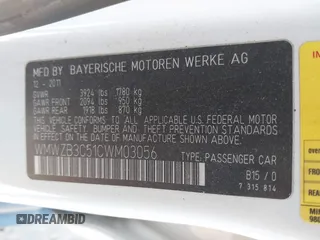 MFD BY BAYERISCHE MOTOREN WERKE AG
12 - 2011
GVWR 3924 lbs 1780 kg
GAWR FRONT 2094 lbs 950 kg
GAWR REAR 1918 lbs 870 kg
THIS VEHICLE CONFORMS TO ALL APPLICABLE
U.S. FEDERAL MOTOR VEHICLE SAFETY,
BUMPER, AND THEFT PREVENTION STANDARDS
IN EFFECT ON THE DATE OF
MANUFACTURE SHOWN ABOVE.
WMWZB3C51CWM03056 TYPE: PASSENGER CAR
B15 / 0
7 315 814
DREAMBID